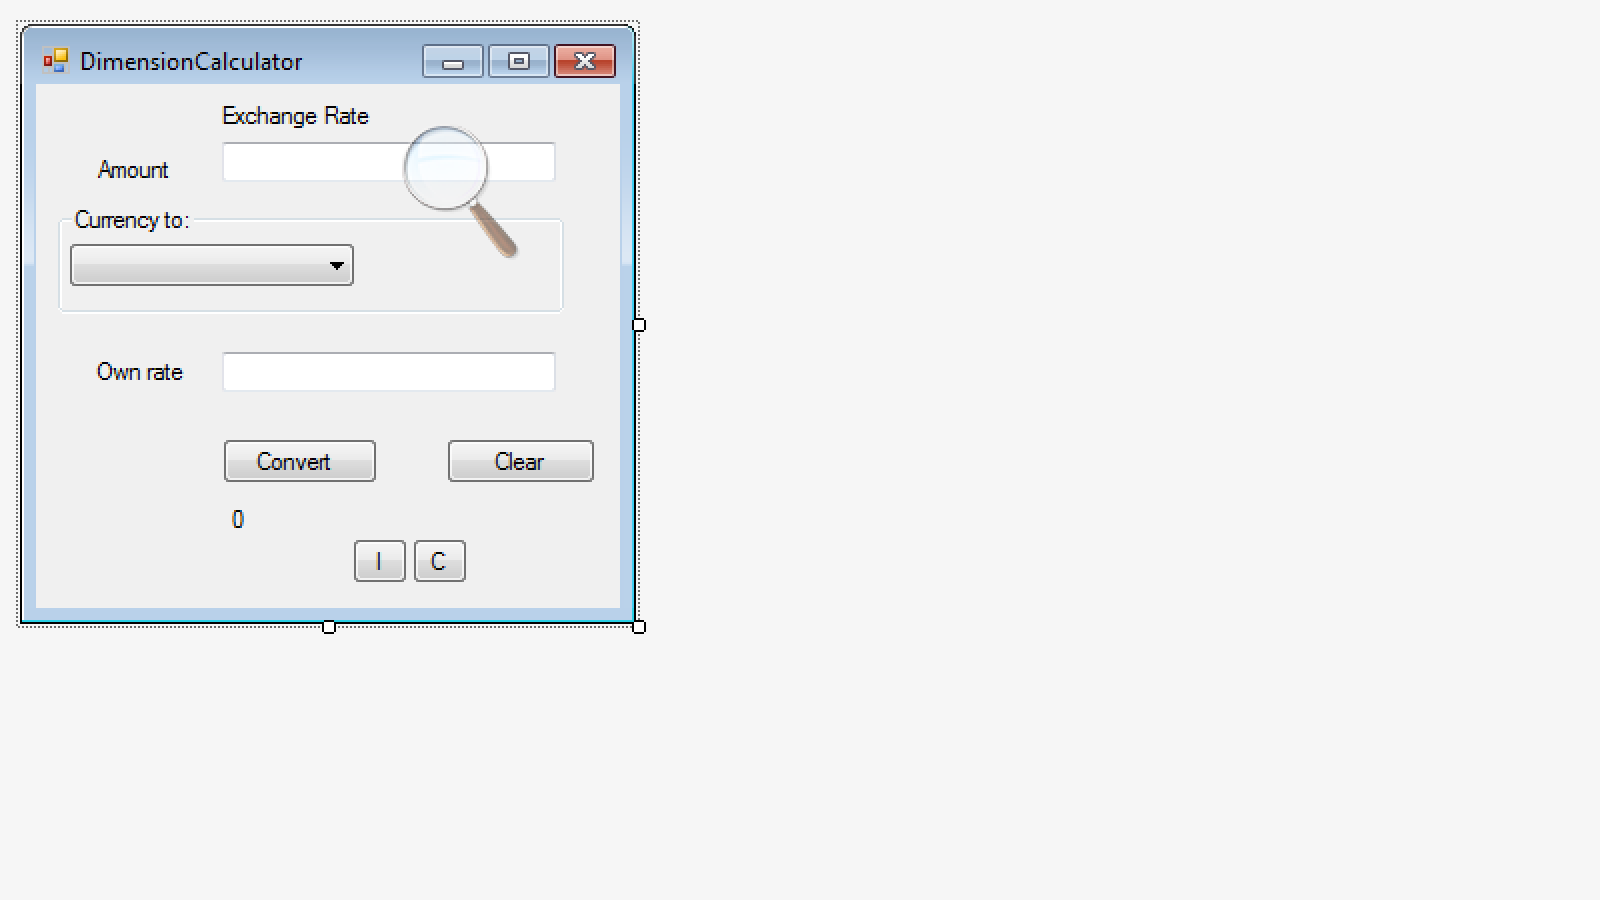 DimensionCalculator
Exchange Rate
Amount
Currency to:
Own rate
Convert
Clear
0
I
C